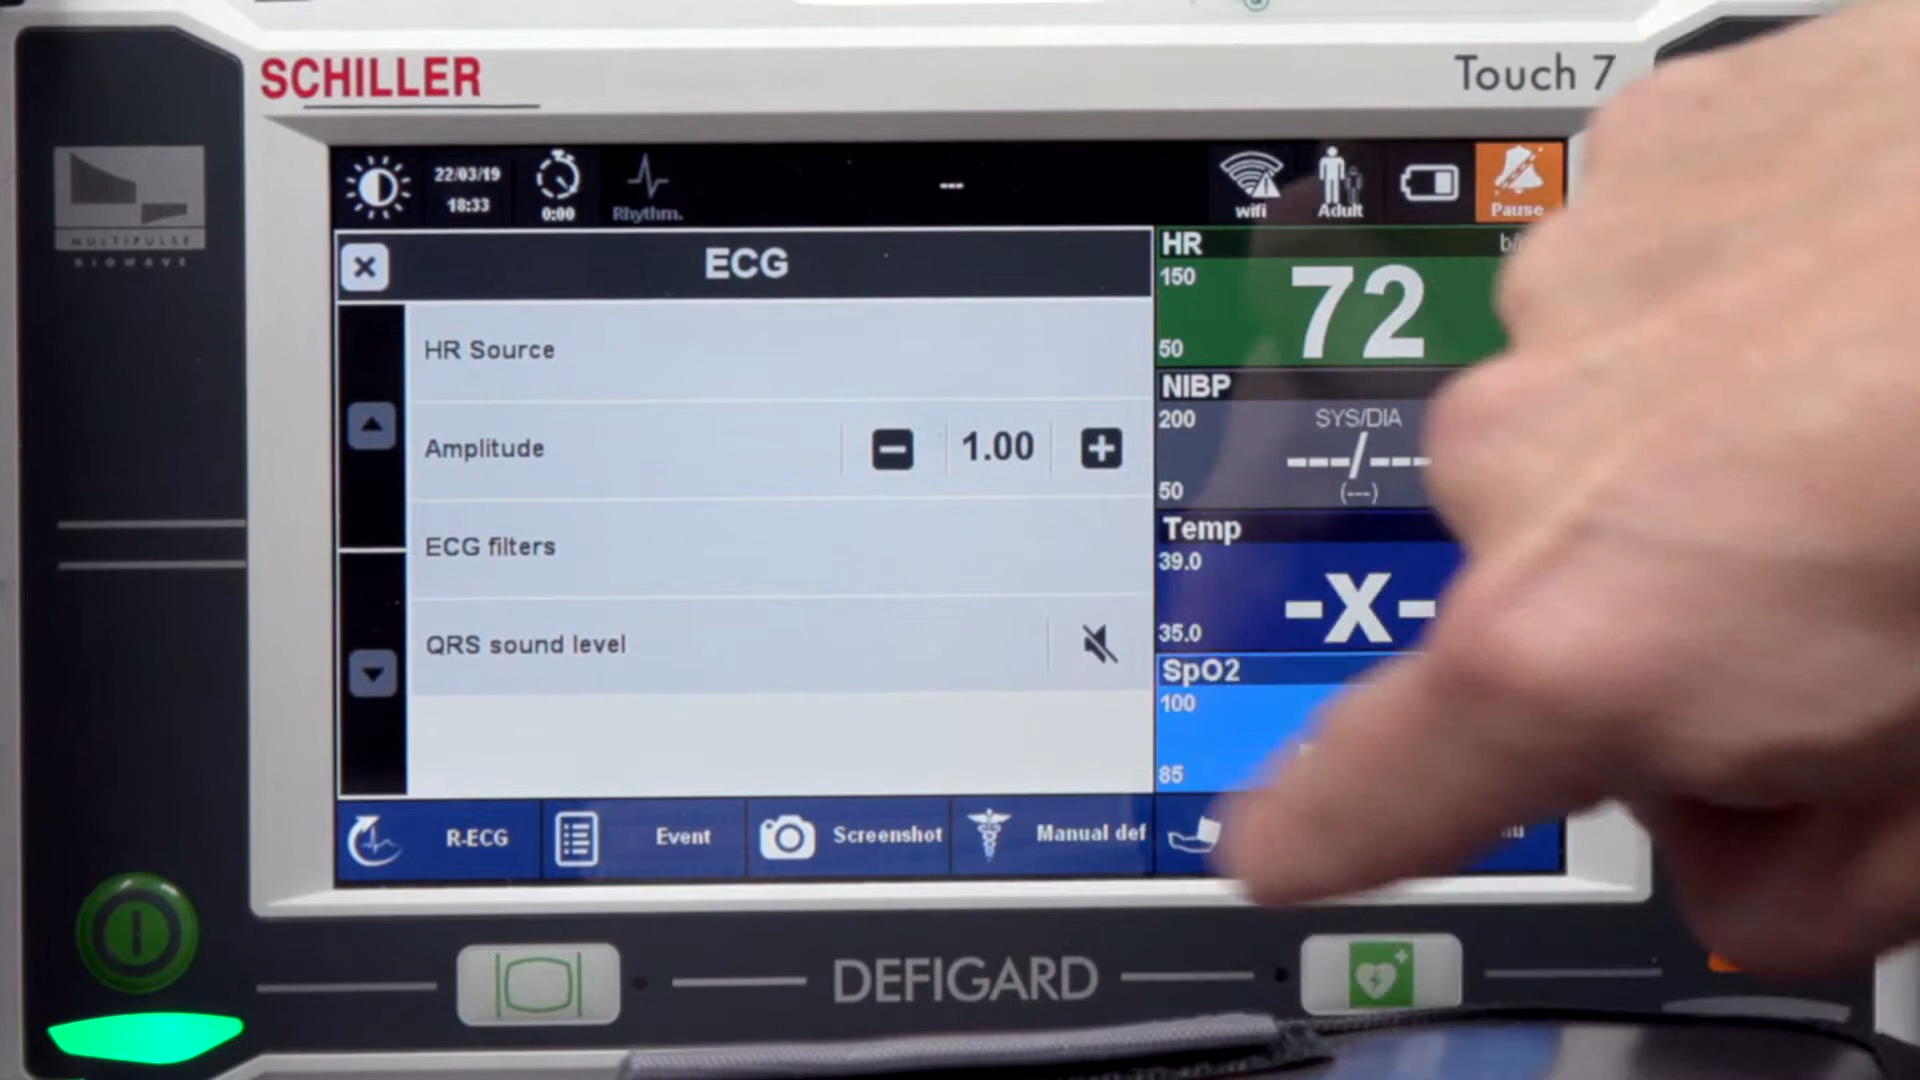 SCHILLER
Touch 7
MULTIPULSE
BIOWAVE
22/03/19
18:33
0:00
Rhythm.
---
wifi
Adult
Pause
ECG
HR Source
Amplitude
1.00
ECG filters
QRS sound level
HR
150
72
50
NIBP
200
SYS/DIA
---/---
(---)
50
Temp
39.0
-X-
35.0
SpO2
100
85
R-ECG
Event
Screenshot
Manual def
DEFIGARD